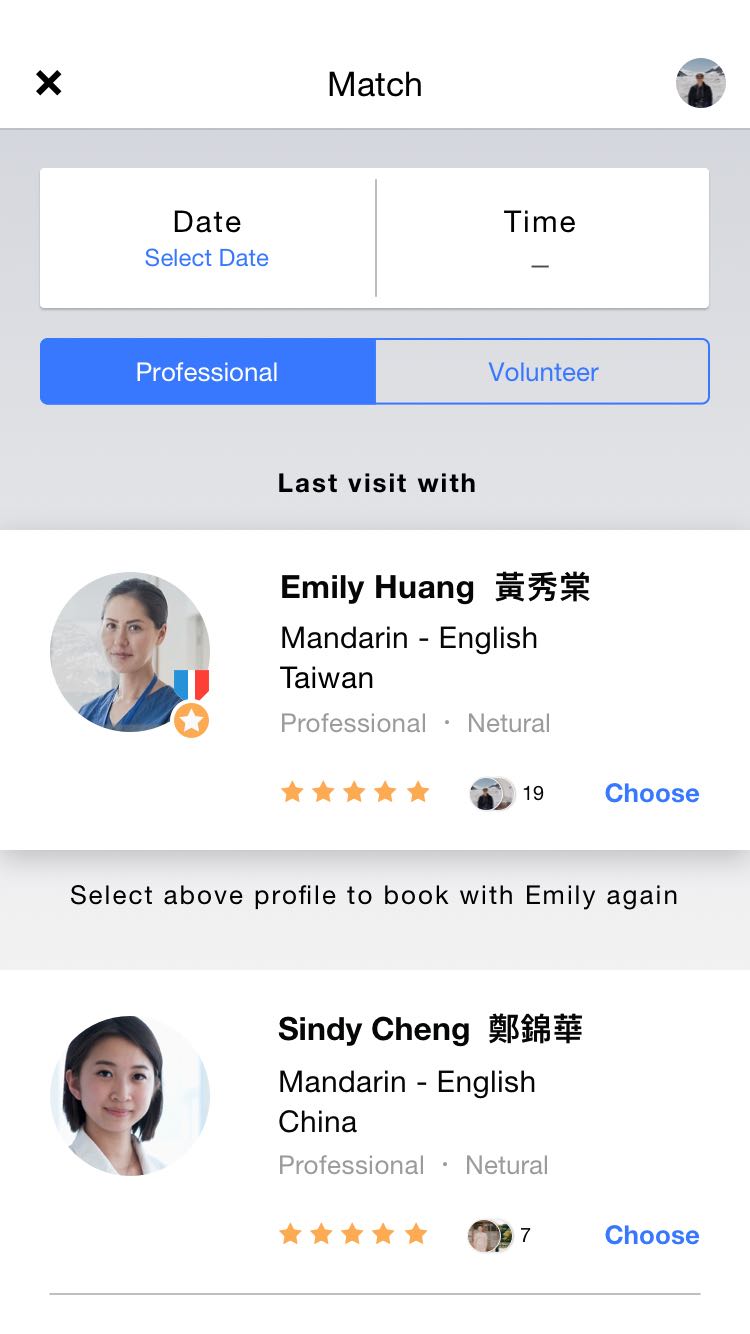 Match
Date
Time
Select Date
–
Professional
Volunteer
Last visit with
Emily Huang 黃秀棠
Mandarin - English
Taiwan
Professional · Netural
19
Choose
Select above profile to book with Emily again
Sindy Cheng 鄭錦華
Mandarin - English
China
Professional · Netural
7
Choose